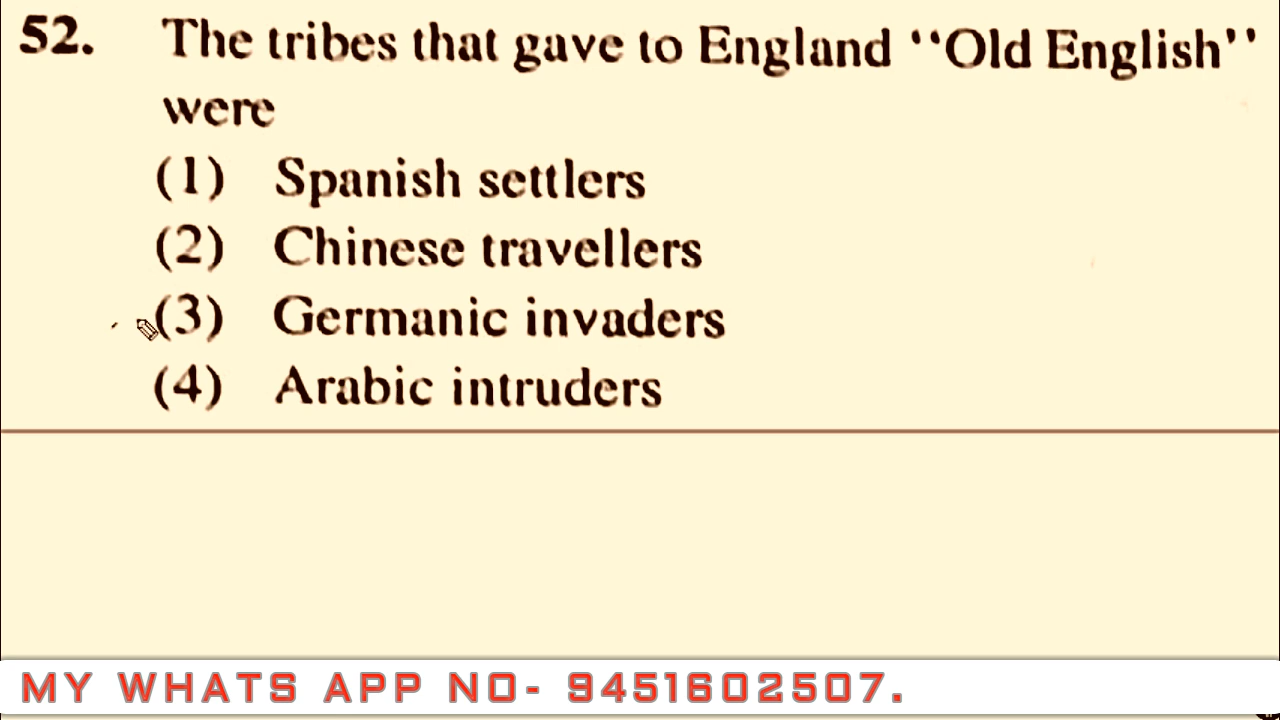 52. The tribes that gave to England ‘‘Old English’’
were
(1) Spanish settlers
(2) Chinese travellers
(3) Germanic invaders
(4) Arabic intruders
MY WHATS APP NO- 9451602507.